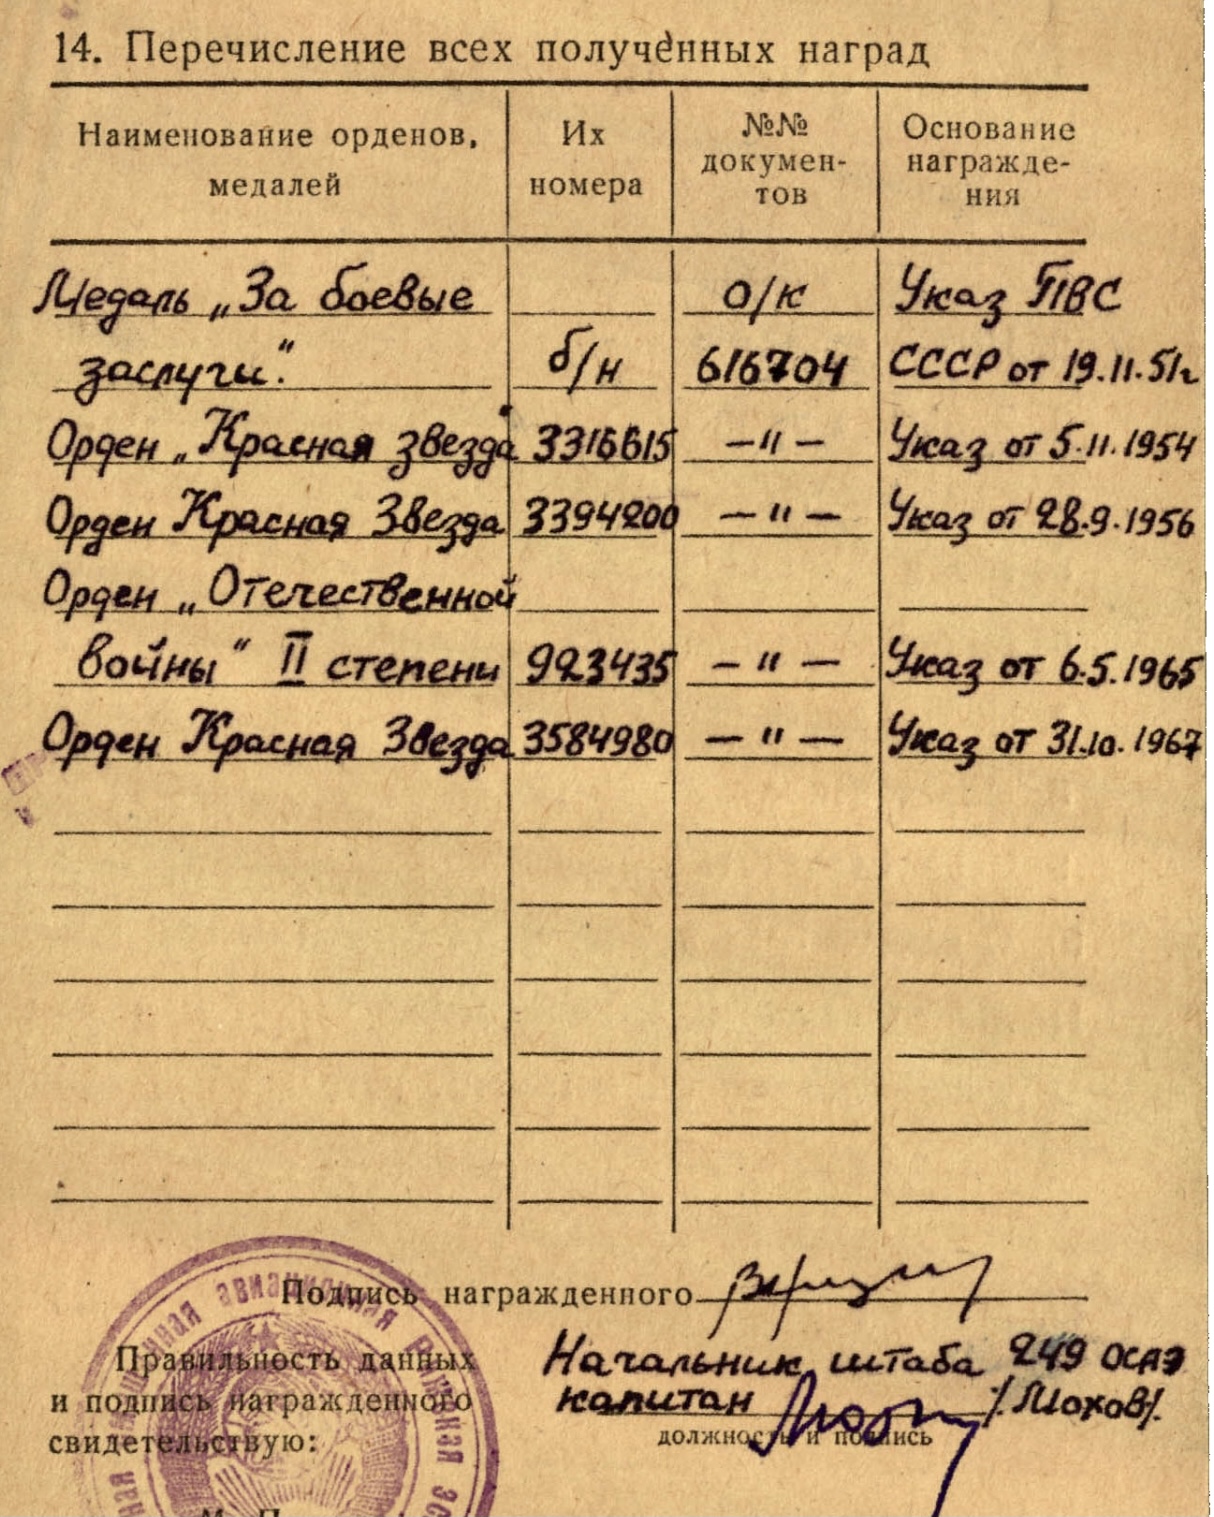 14. Перечисление всех полученных наград
Наименование орденов, медалей
Их номера
№№ докумен-
тов
Основание награжде-
ния
Медаль „За боевые о/к Указ ПВС
заслуги“. б/н 616704 СССР от 19.11.51г
Орден „Красная звезда" 3316615 —"— Указ от 5.11.1954
Орден Красная Звезда 3394200 —"— Указ от 28.9.1956
Орден „Отечественной
войны“ II степени 923435 —"— Указ от 6.5.1965
Орден Красная Звезда 3584980 —"— Указ от 31.10.1967
Подпись награжденного
Правильность данных Начальник штаба 249 осаэ
и подпись награжденного капитан /Мохов/.
свидетельствую: должность и подпись
М. П.